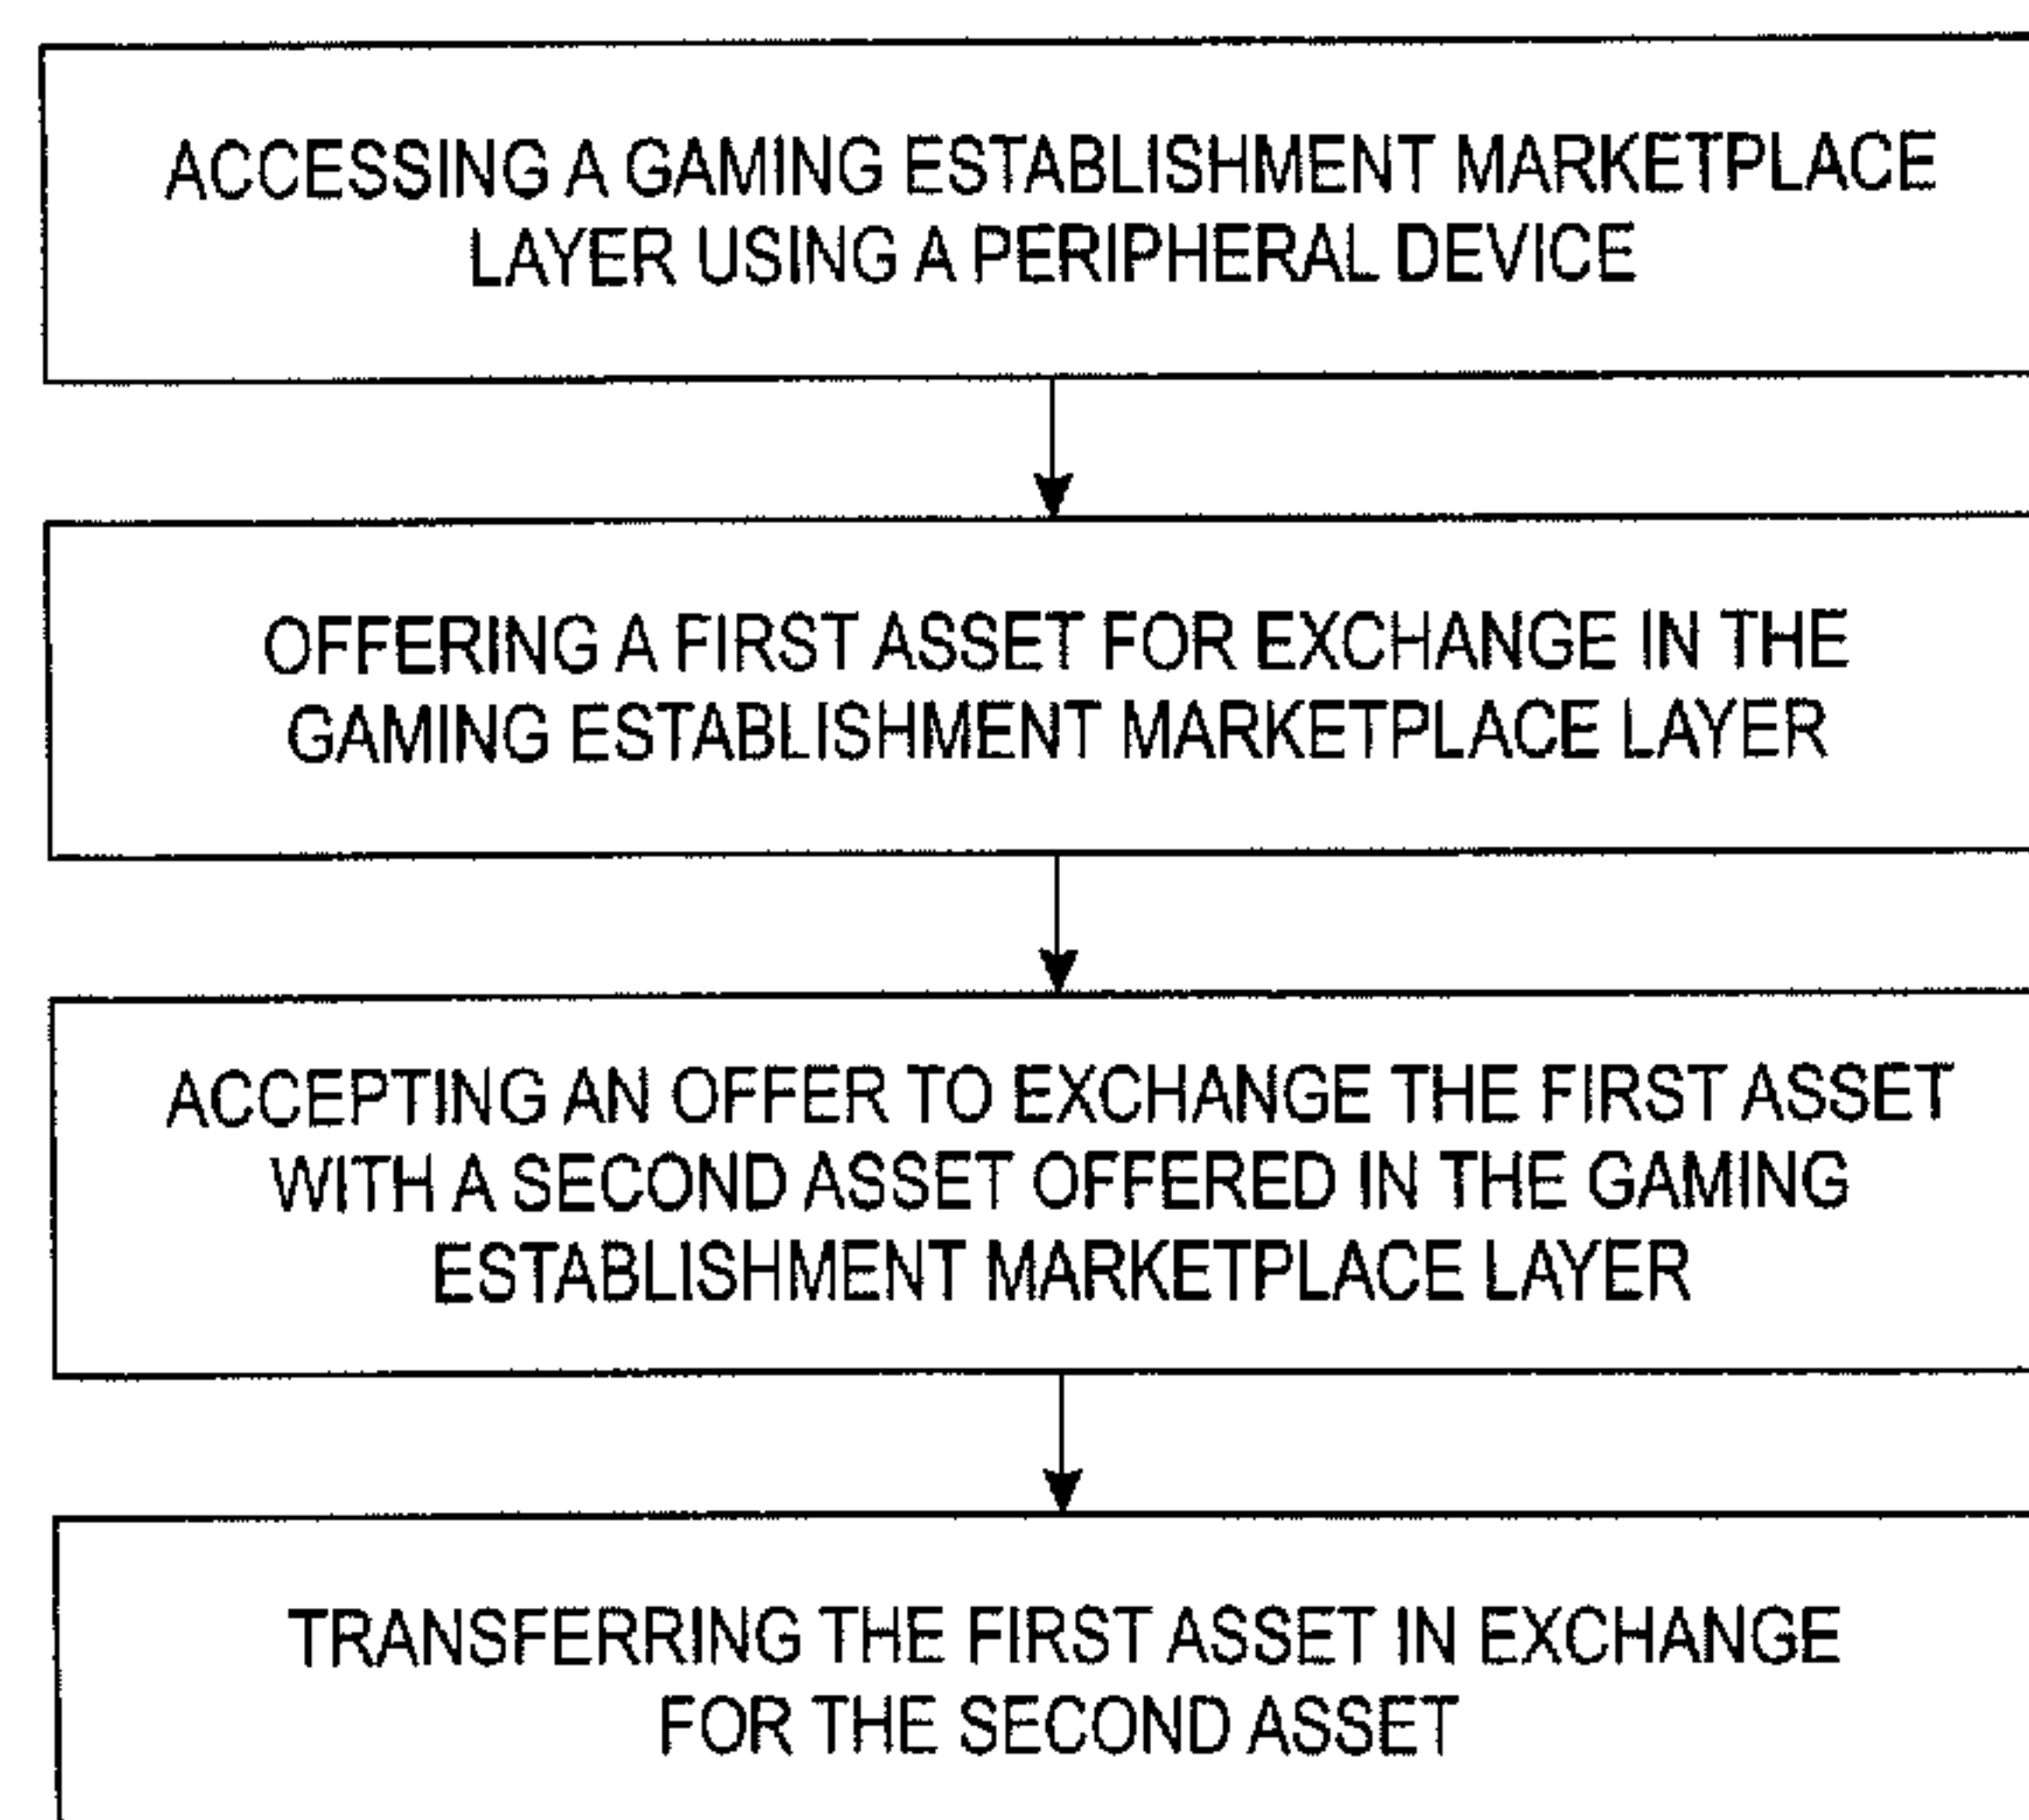 ACCESSING A GAMING ESTABLISHMENT MARKETPLACE
LAYER USING A PERIPHERAL DEVICE
OFFERING A FIRST ASSET FOR EXCHANGE IN THE
GAMING ESTABLISHMENT MARKETPLACE LAYER
ACCEPTING AN OFFER TO EXCHANGE THE FIRST ASSET
WITH A SECOND ASSET OFFERED IN THE GAMING
ESTABLISHMENT MARKETPLACE LAYER
TRANSFERRING THE FIRST ASSET IN EXCHANGE
FOR THE SECOND ASSET